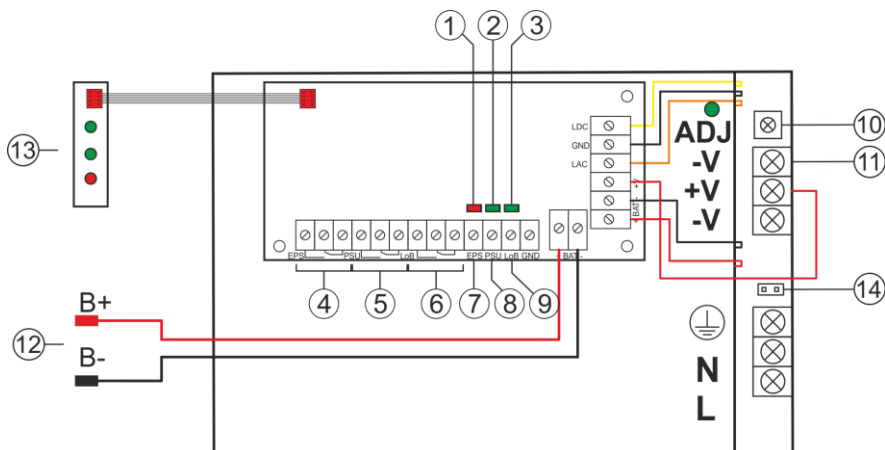 1 2 3
13
LDC
GND
LAC
+V
+ BAT -
ADJ
-V
+V
-V
10
11
EPS PSU LoB EPS PSU LoB GND + BAT -
4 5 6 7 8 9
14
B+
12
B-
N
L